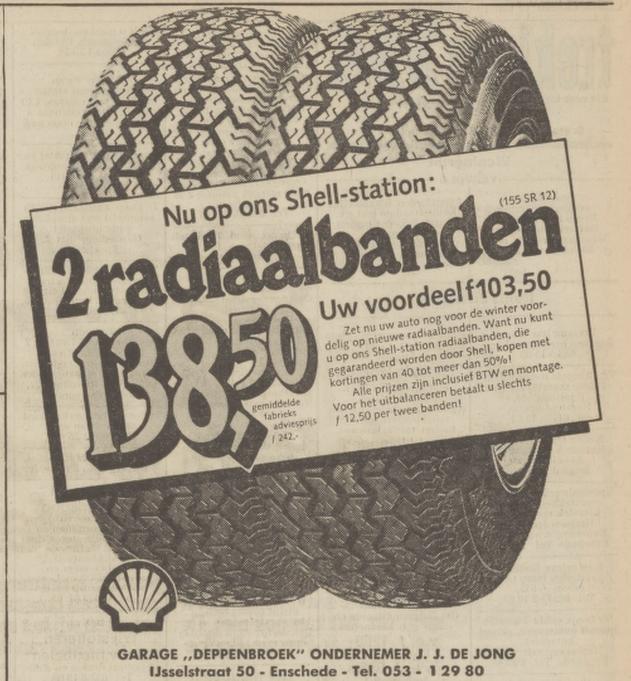 Nu op ons Shell-station:
(155 SR 12)
2 radiaalbanden
138,50
gemiddelde
fabrieks
adviesprijs
f 242,-
Uw voordeel f103,50
Zet nu uw auto nog voor de winter voor-
delig op nieuwe radiaalbanden. Want nu kunt
u op ons Shell-station radiaalbanden, die
gegarandeerd worden door Shell, kopen met
kortingen van 40 tot meer dan 50%!
Alle prijzen zijn inclusief BTW en montage.
Voor het uitbalanceren betaalt u slechts
f 12,50 per twee banden!
GARAGE „DEPPENBROEK" ONDERNEMER J. J. DE JONG
IJsselstraat 50 - Enschede - Tel. 053 - 1 29 80